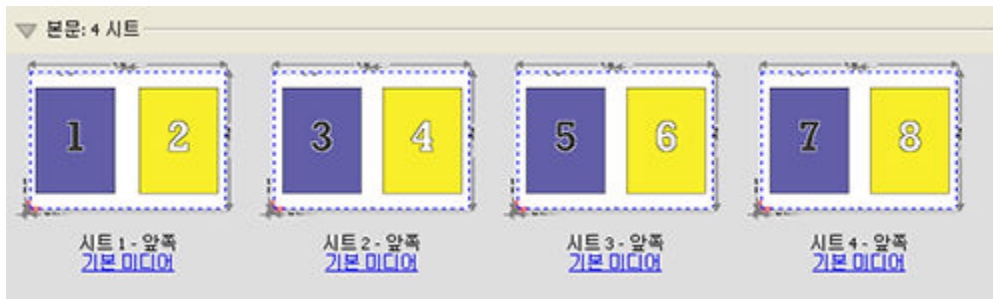 본문: 4 시트
1 2 3 4 5 6 7 8
시트 1 - 앞쪽 시트 2 - 앞쪽 시트 3 - 앞쪽 시트 4 - 앞쪽
기본 미디어 기본 미디어 기본 미디어 기본 미디어